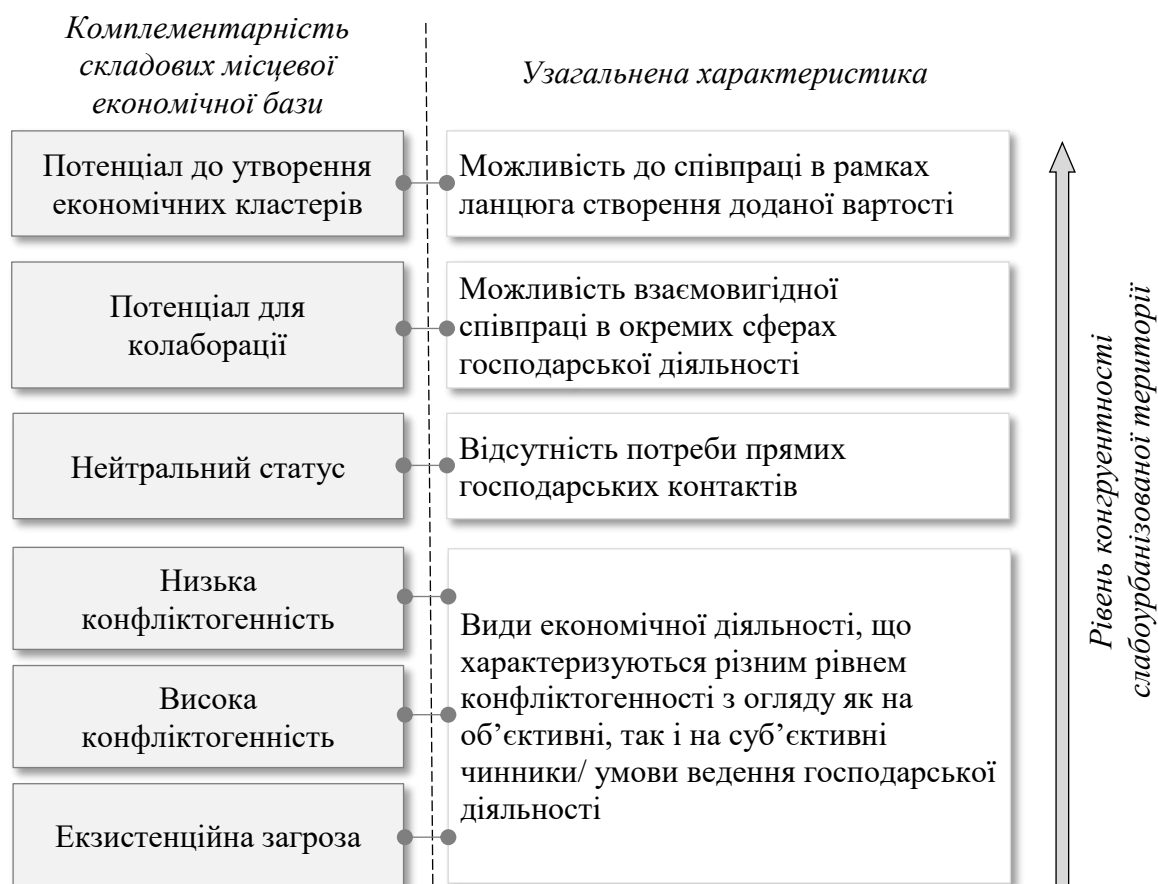 Комплементарність
складових місцевої
економічної бази
Узагальнена характеристика
Потенціал до утворення
економічних кластерів
Можливість до співпраці в рамках
ланцюга створення доданої вартості
Потенціал для
колаборації
Можливість взаємовигідної
співпраці в окремих сферах
господарської діяльності
Нейтральний статус
Відсутність потреби прямих
господарських контактів
Низька
конфліктогенність
Висока
конфліктогенність
Екзистенційна загроза
Види економічної діяльності, що
характеризуються різним рівнем
конфліктогенності з огляду як на
об’єктивні, так і на суб’єктивні
чинники/ умови ведення господарської
діяльності
Рівень конгруентності
слабоурбанізованої території